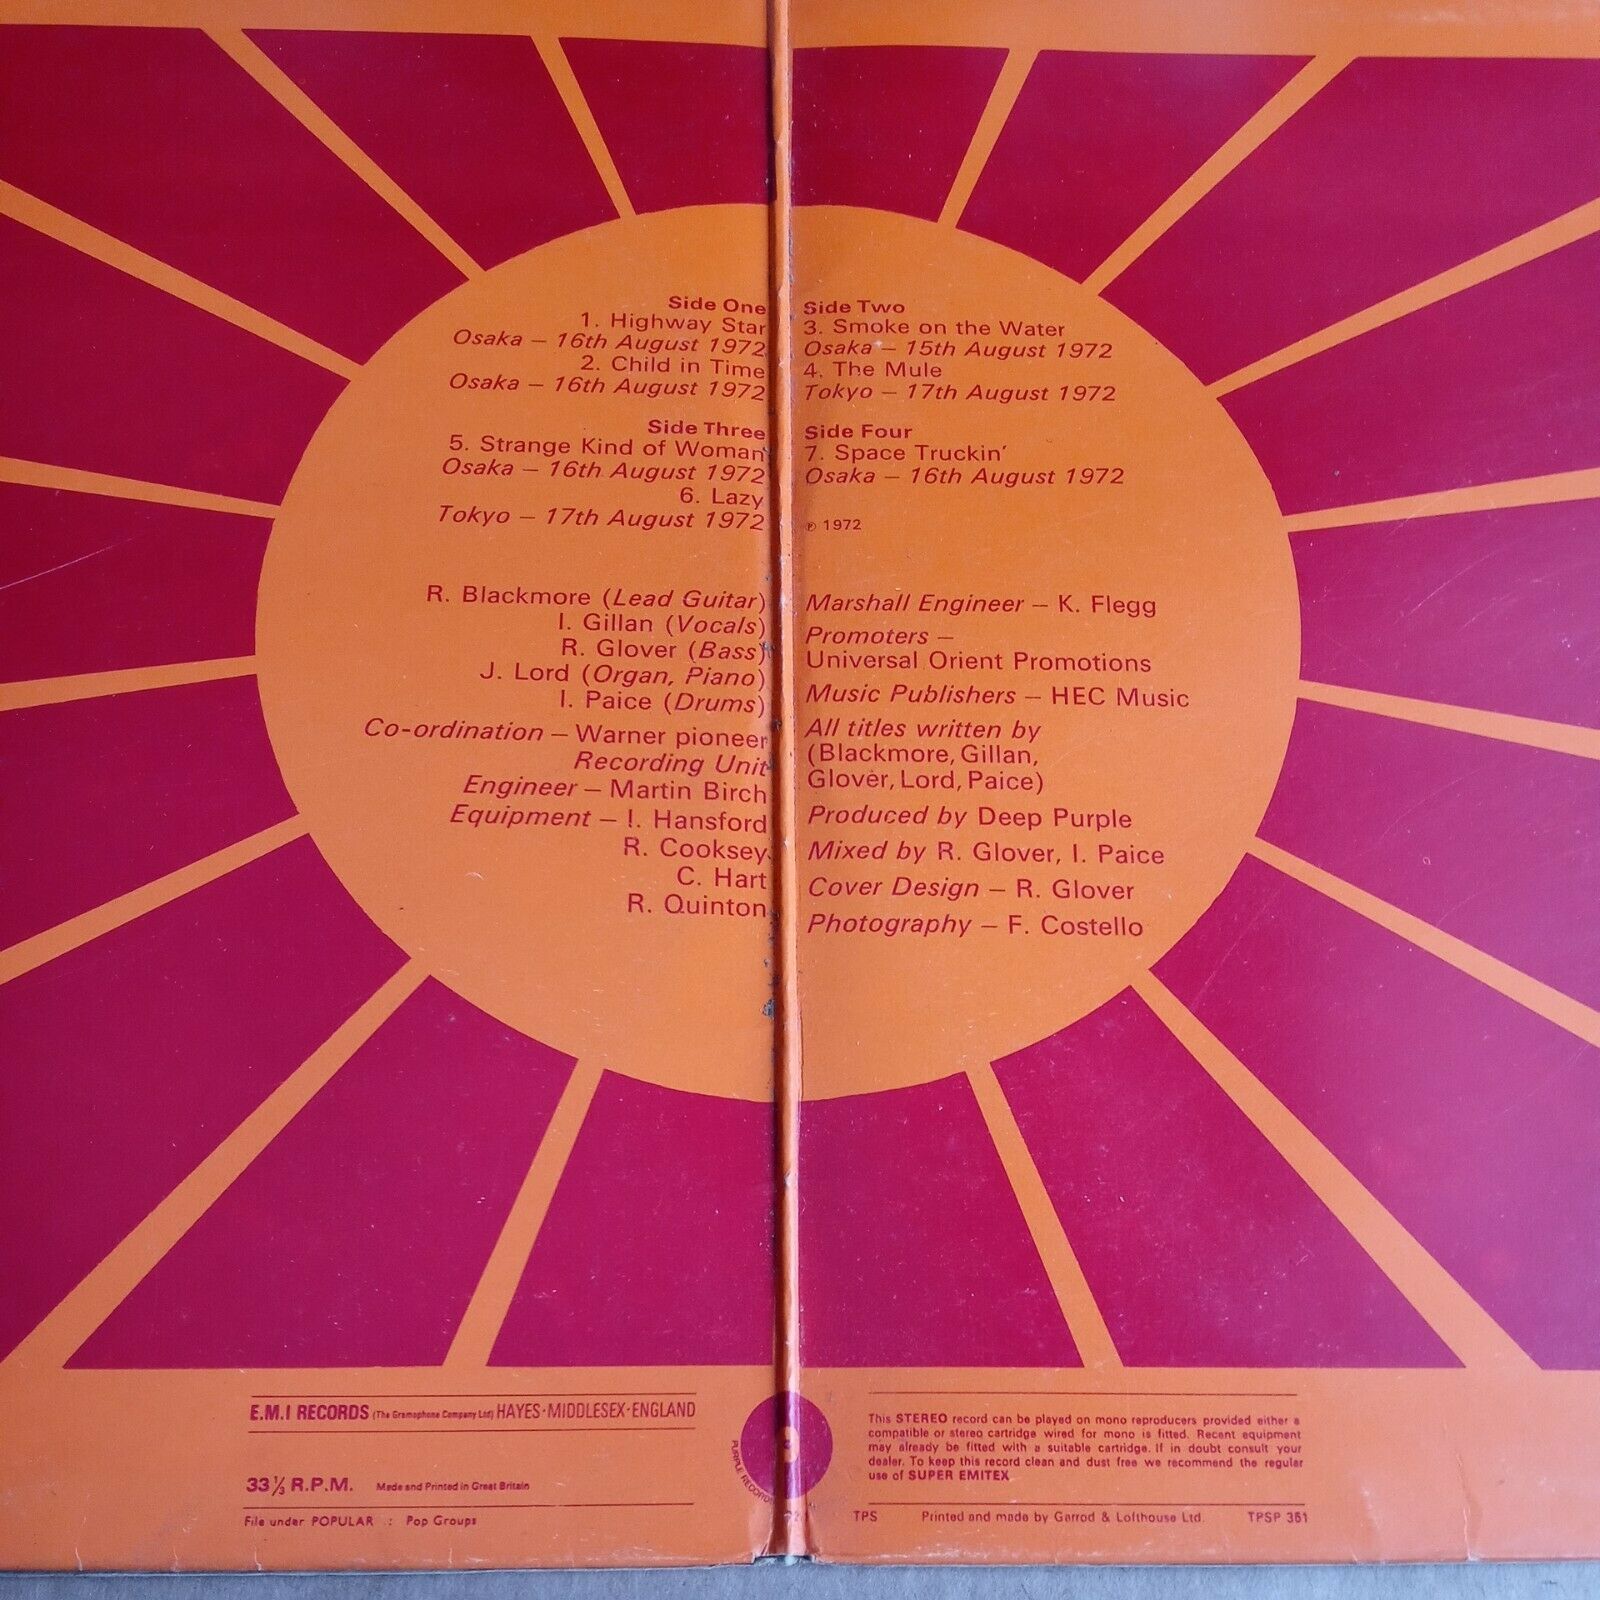 Side One
1. Highway Star
Osaka – 16th August 1972
2. Child in Time
Osaka – 16th August 1972
Side Two
3. Smoke on the Water
Osaka – 15th August 1972
4. The Mule
Tokyo – 17th August 1972
Side Three
5. Strange Kind of Woman
Osaka – 16th August 1972
6. Lazy
Tokyo – 17th August 1972
Side Four
7. Space Truckin'
Osaka – 16th August 1972
℗ 1972
R. Blackmore (Lead Guitar)
I. Gillan (Vocals)
R. Glover (Bass)
J. Lord (Organ, Piano)
I. Paice (Drums)
Co-ordination – Warner pioneer
Recording Unit
Engineer – Martin Birch
Equipment – I. Hansford
R. Cooksey
C. Hart
R. Quinton
Marshall Engineer – K. Flegg
Promoters –
Universal Orient Promotions
Music Publishers – HEC Music
All titles written by
(Blackmore, Gillan,
Glover, Lord, Paice)
Produced by Deep Purple
Mixed by R. Glover, I. Paice
Cover Design – R. Glover
Photography – F. Costello
E.M.I RECORDS (The Gramophone Company Ltd) HAYES·MIDDLESEX·ENGLAND
33⅓ R.P.M. Made and Printed in Great Britain
File under POPULAR : Pop Groups
PURPLE RECORDS
This STEREO record can be played on mono reproducers provided either a
compatible or stereo cartridge wired for mono is fitted. Recent equipment
may already be fitted with a suitable cartridge. If in doubt consult your
dealer. To keep this record clean and dust free we recommend the regular
use of SUPER EMITEX
TPS Printed and made by Garrod & Lofthouse Ltd. TPSP 351